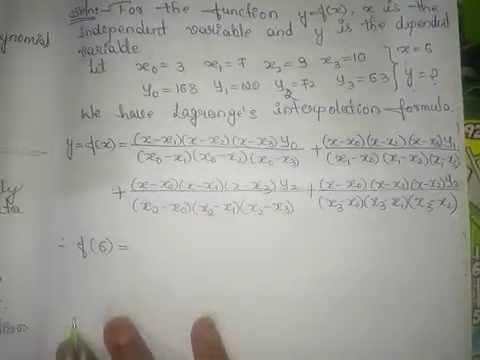 ynomial
Soln:- For the function y=f(x), x is the
independent variable and y is the dependent
variable
Let x₀ = 3 x₁ = 7 x₂ = 9 x₃ = 10 } x = 6
y₀ = 168 y₁ = 120 y₂ = 72 y₃ = 63 } y = ?
We have Lagrange's interpolation formula.
y = f(x) = (x-x₁)(x-x₂)(x-x₃)y₀ / (x₀-x₁)(x₀-x₂)(x₀-x₃) + (x-x₀)(x-x₂)(x-x₃)y₁ / (x₁-x₀)(x₁-x₂)(x₁-x₃)
+ (x-x₀)(x-x₁)(x-x₃)y₂ / (x₂-x₀)(x₂-x₁)(x₂-x₃) + (x-x₀)(x-x₁)(x-x₂)y₃ / (x₃-x₀)(x₃-x₁)(x₃-x₂)
∴ f(6) =